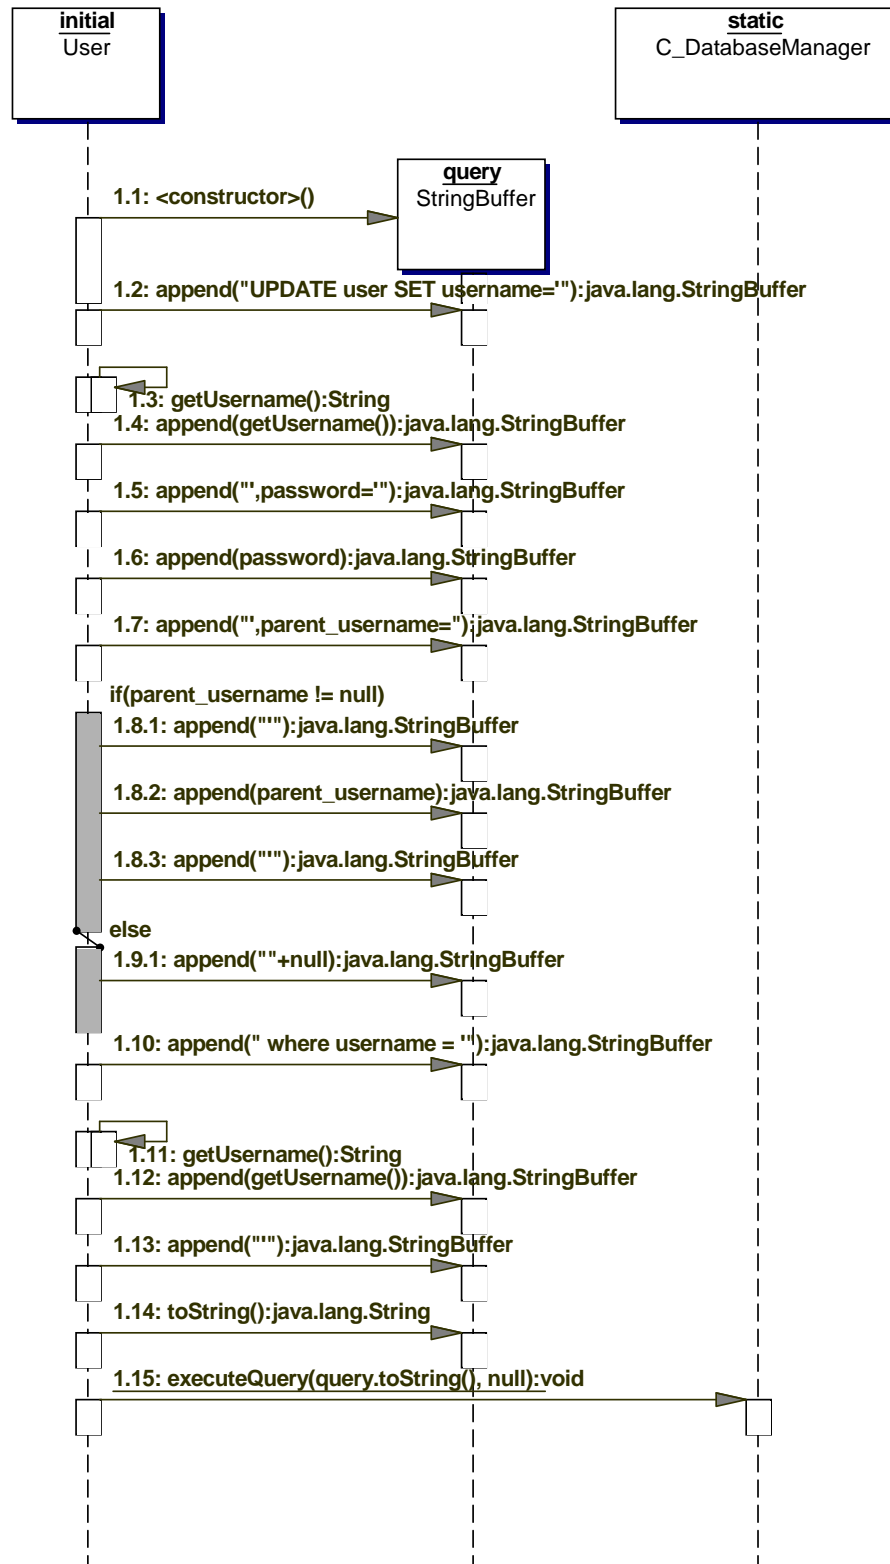 initial
User
static
C_DatabaseManager
query
StringBuffer
1.1: <constructor>()
1.2: append("UPDATE user SET username='"):java.lang.StringBuffer
1.3: getUsername():String
1.4: append(getUsername()):java.lang.StringBuffer
1.5: append("',password='"):java.lang.StringBuffer
1.6: append(password):java.lang.StringBuffer
1.7: append("',parent_username="):java.lang.StringBuffer
if(parent_username != null)
1.8.1: append("'"):java.lang.StringBuffer
1.8.2: append(parent_username):java.lang.StringBuffer
1.8.3: append("'"):java.lang.StringBuffer
else
1.9.1: append(""+null):java.lang.StringBuffer
1.10: append(" where username = '"):java.lang.StringBuffer
1.11: getUsername():String
1.12: append(getUsername()):java.lang.StringBuffer
1.13: append("'"):java.lang.StringBuffer
1.14: toString():java.lang.String
1.15: executeQuery(query.toString(), null):void